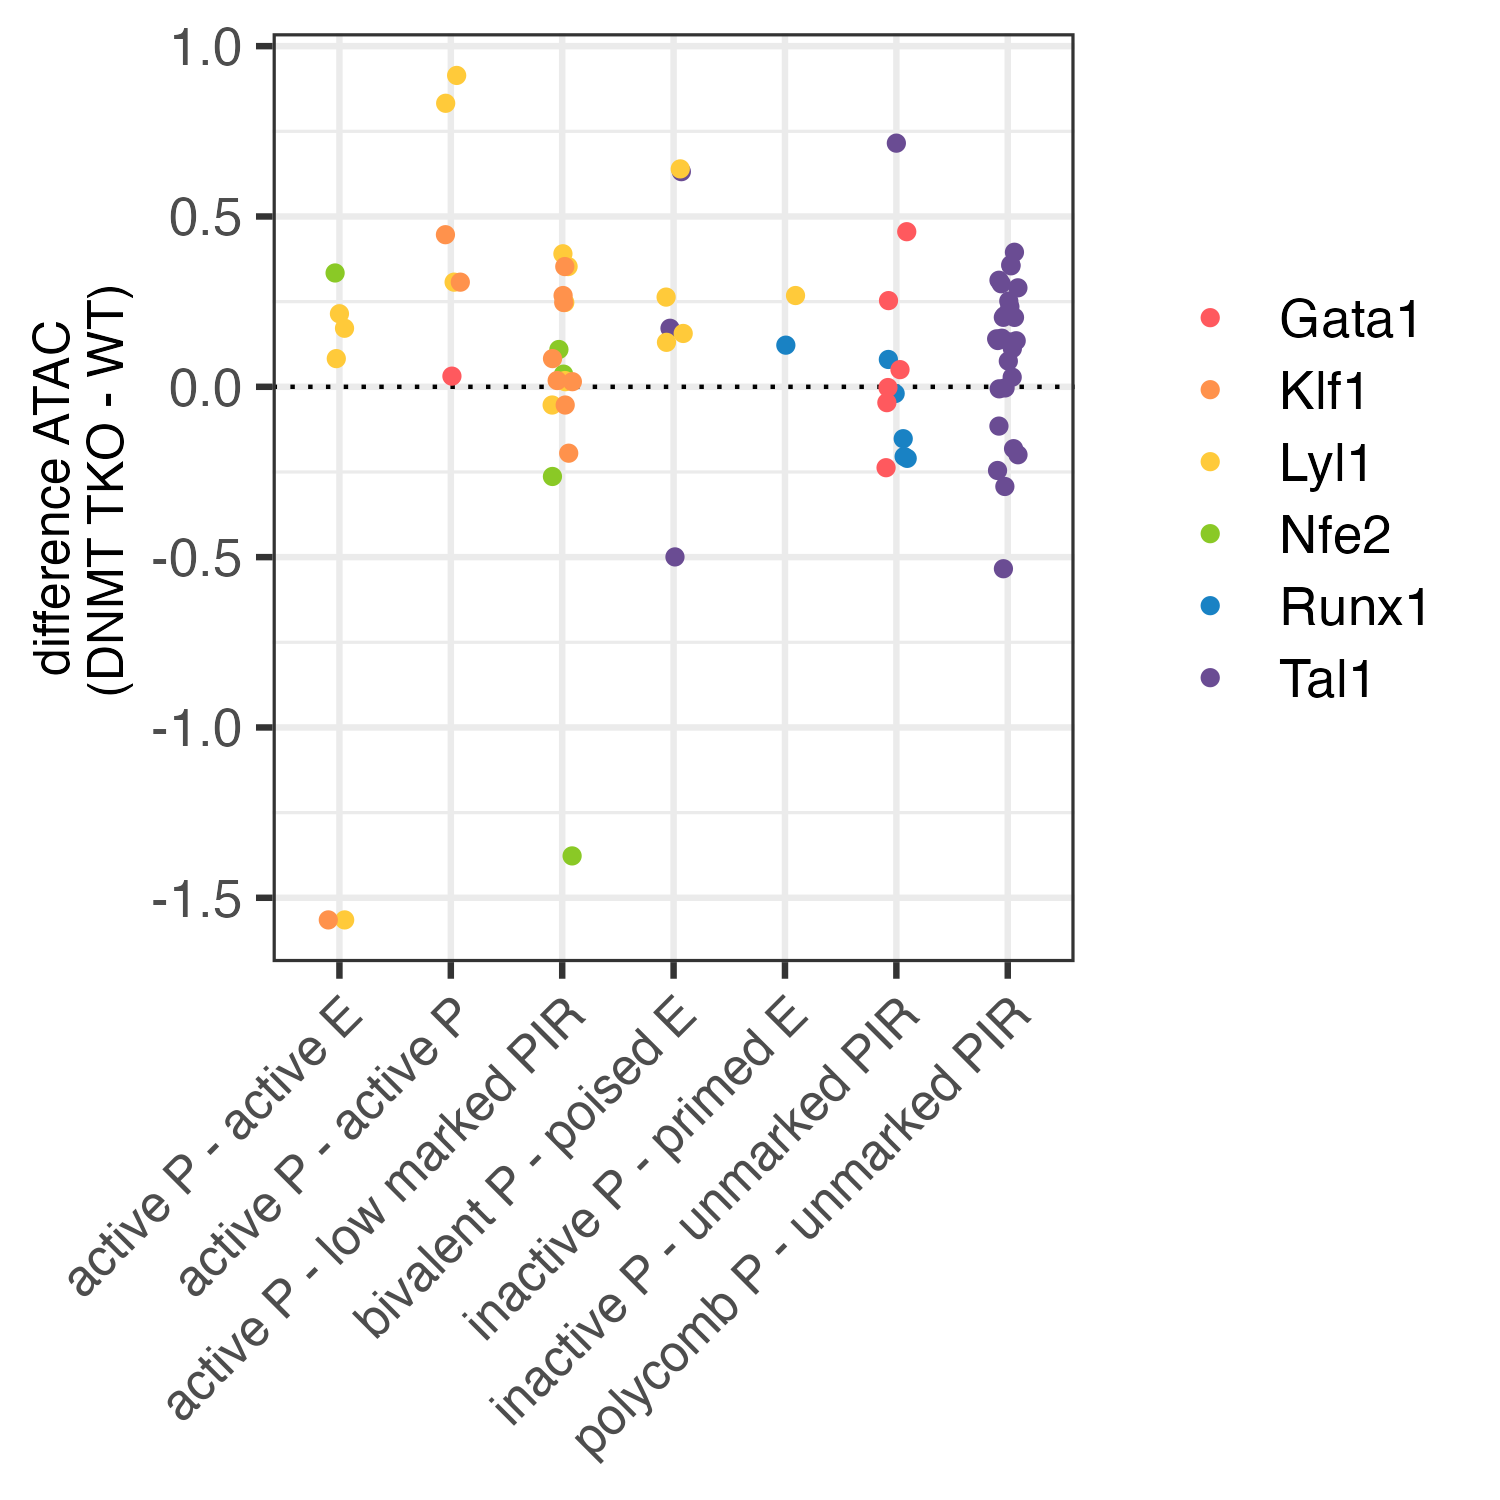 difference ATAC
(DNMT TKO - WT)
1.0
0.5
0.0
-0.5
-1.0
-1.5
active P - active E
active P - active P
active P - low marked PIR
bivalent P - poised E
inactive P - primed E
inactive P - unmarked PIR
polycomb P - unmarked PIR
Gata1
Klf1
Lyl1
Nfe2
Runx1
Tal1